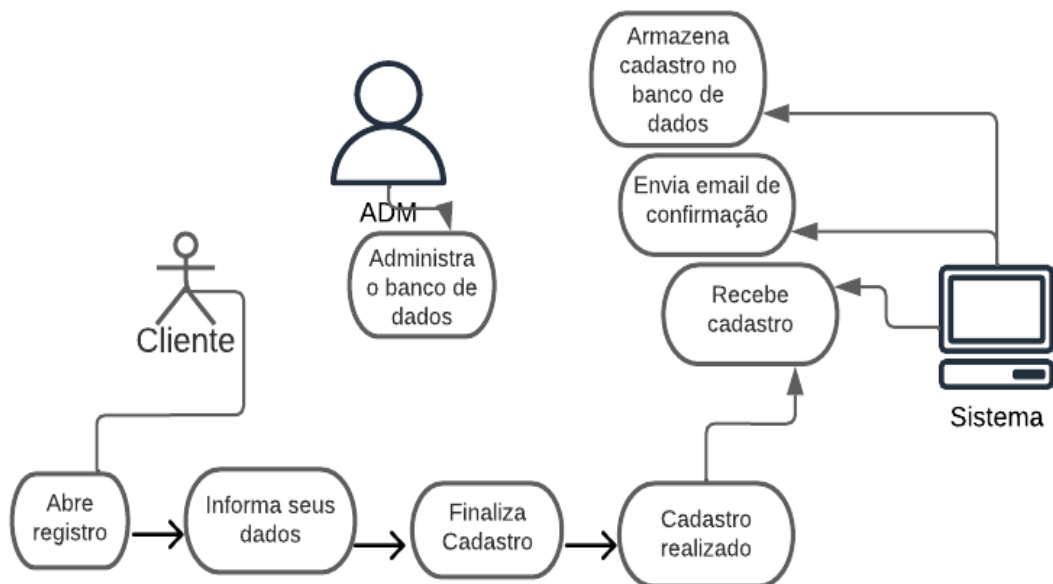 Armazena
cadastro no
banco de
dados
Envia email de
confirmação
ADM
Administra
o banco de
dados
Recebe
cadastro
Cliente
Sistema
Abre
registro
Informa seus
dados
Finaliza
Cadastro
Cadastro
realizado